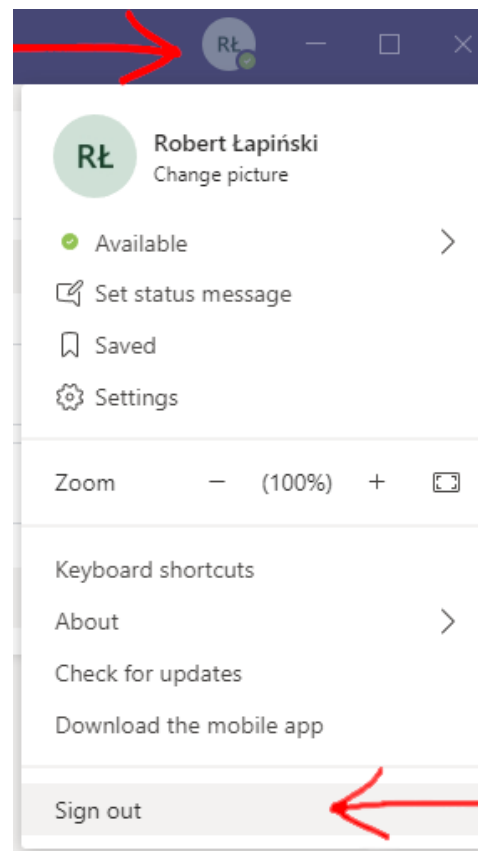 RŁ
RŁ
Robert Łapiński
Change picture
Available
Set status message
Saved
Settings
Zoom − (100%) +
Keyboard shortcuts
About
Check for updates
Download the mobile app
Sign out